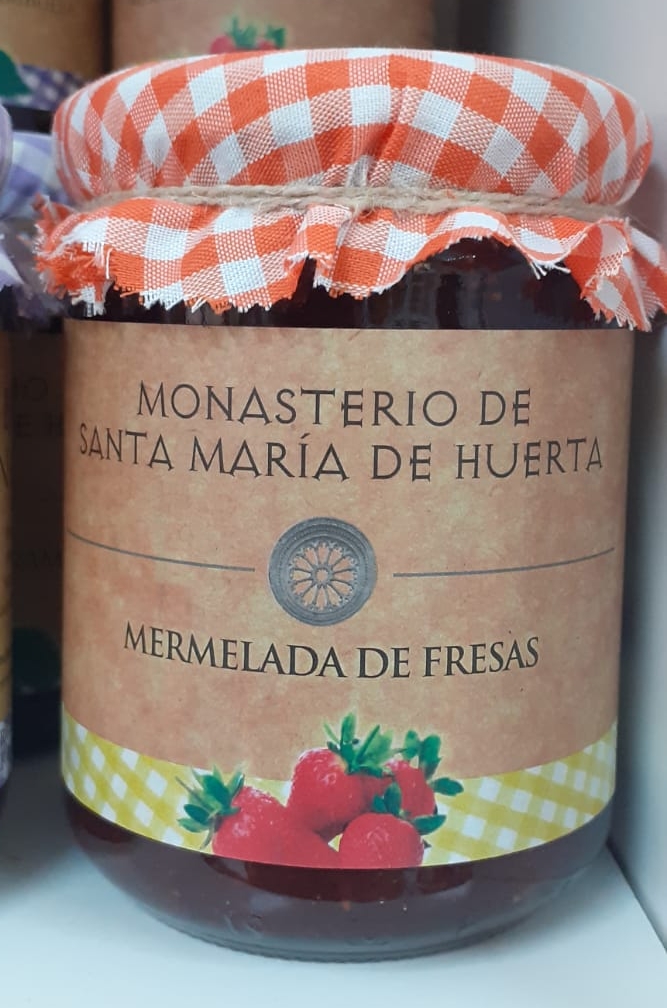 MONASTERIO DE
SANTA MARÍA DE HUERTA
MERMELADA DE FRESAS